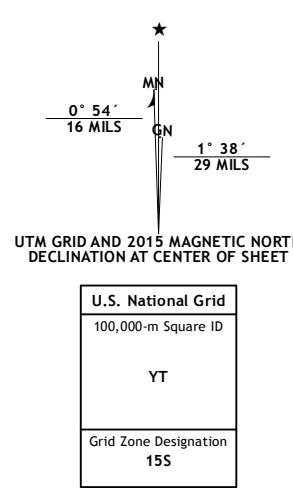 ★
MN
0° 54´
16 MILS
GN
1° 38´
29 MILS
UTM GRID AND 2015 MAGNETIC NORT
DECLINATION AT CENTER OF SHEET
U.S. National Grid
100,000-m Square ID
YT
Grid Zone Designation
15S